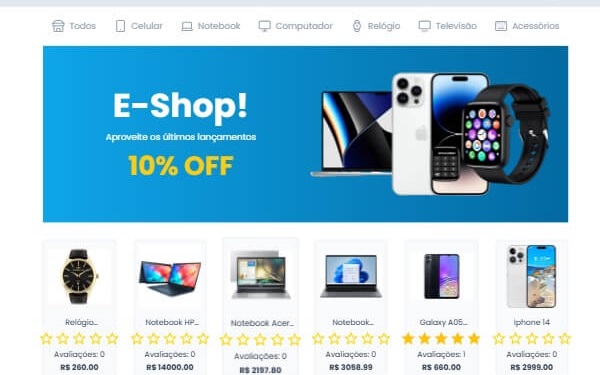 Todos Celular Notebook Computador Relógio Televisão Acessórios
E-Shop!
Aproveite os últimos lançamentos
10% OFF
Relógio... Notebook HP... Notebook Acer... Notebook... Galaxy A05... Iphone 14
Avaliações: 0 Avaliações: 0 Avaliações: 0 Avaliações: 0 Avaliações: 1 Avaliações: 0
R$ 260.00 R$ 14000.00 R$ 2197.80 R$ 3058.99 R$ 660.00 R$ 2999.00